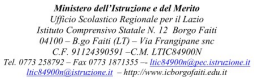 Ministero dell'Istruzione e del Merito
Ufficio Scolastico Regionale per il Lazio
Istituto Comprensivo Statale N. 12 Borgo Faiti
04100 – B.go Faiti (LT) – Via Frangipane snc
C.F. 91124390591 –C.M. LTIC84900N
Tel. 0773 258792 – Fax 0773 1871355 -~: ltic84900n@pec.istruzione.it
ltic84900n@istruzione.it – http://www.icborgofaiti.edu.it